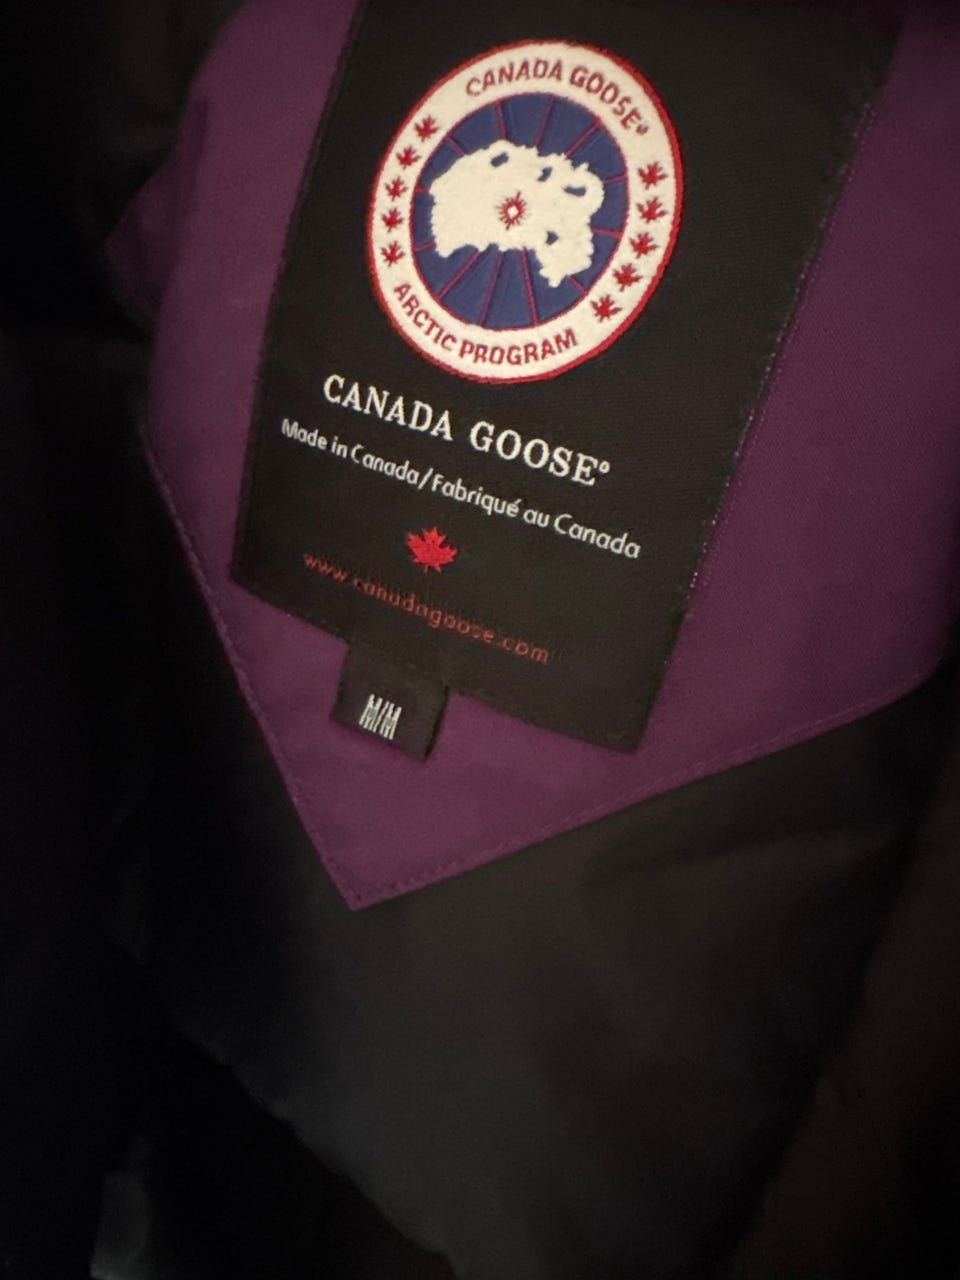 CANADA GOOSE®
ARCTIC PROGRAM
CANADA GOOSE®
Made in Canada/Fabriqué au Canada
www.canadagoose.com
M/M